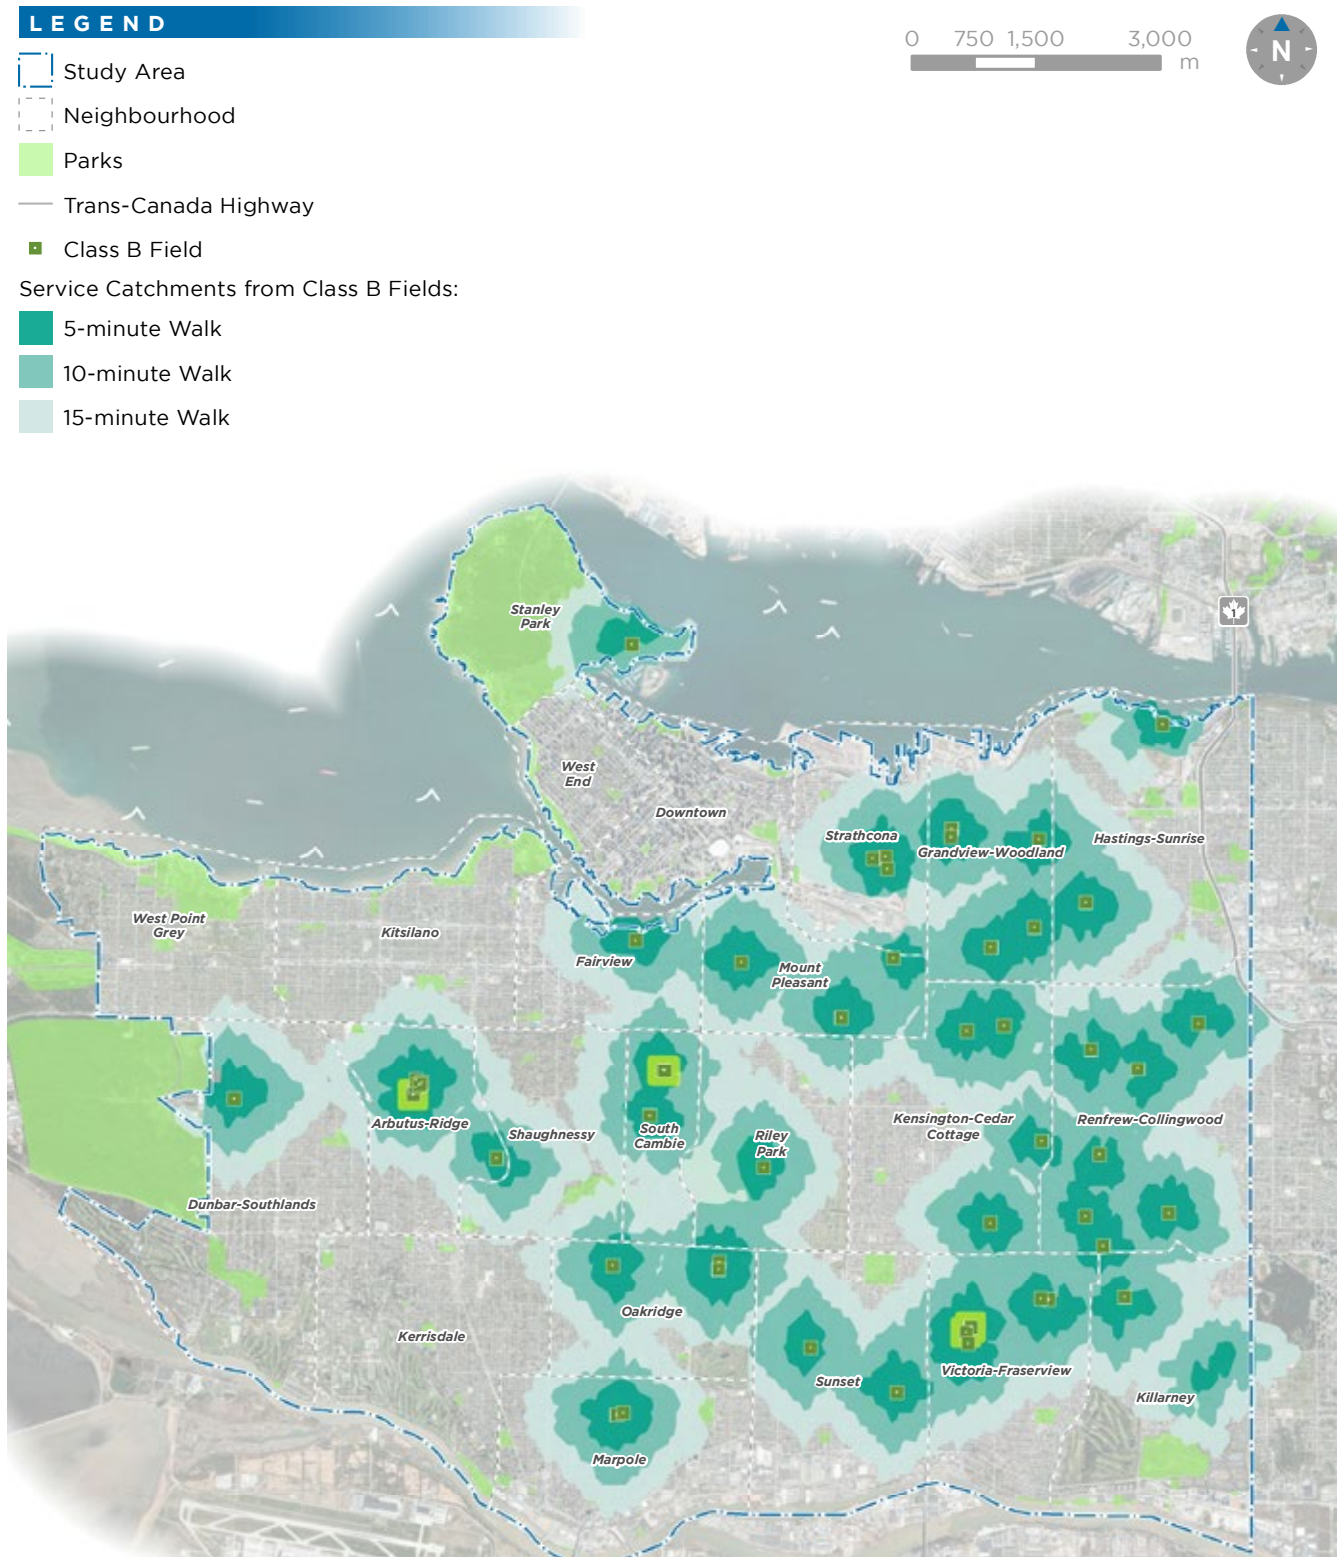 LEGEND
Study Area
Neighbourhood
Parks
Trans-Canada Highway
Class B Field
Service Catchments from Class B Fields:
5-minute Walk
10-minute Walk
15-minute Walk
0 750 1,500 3,000
m
N
Stanley
Park
1
West
End
Downtown
Strathcona
Grandview-Woodland
Hastings-Sunrise
West Point
Grey
Kitsilano
Fairview
Mount
Pleasant
Arbutus-Ridge
Shaughnessy
South
Cambie
Riley
Park
Kensington-Cedar
Cottage
Renfrew-Collingwood
Dunbar-Southlands
Oakridge
Kerrisdale
Sunset
Victoria-Fraserview
Killarney
Marpole